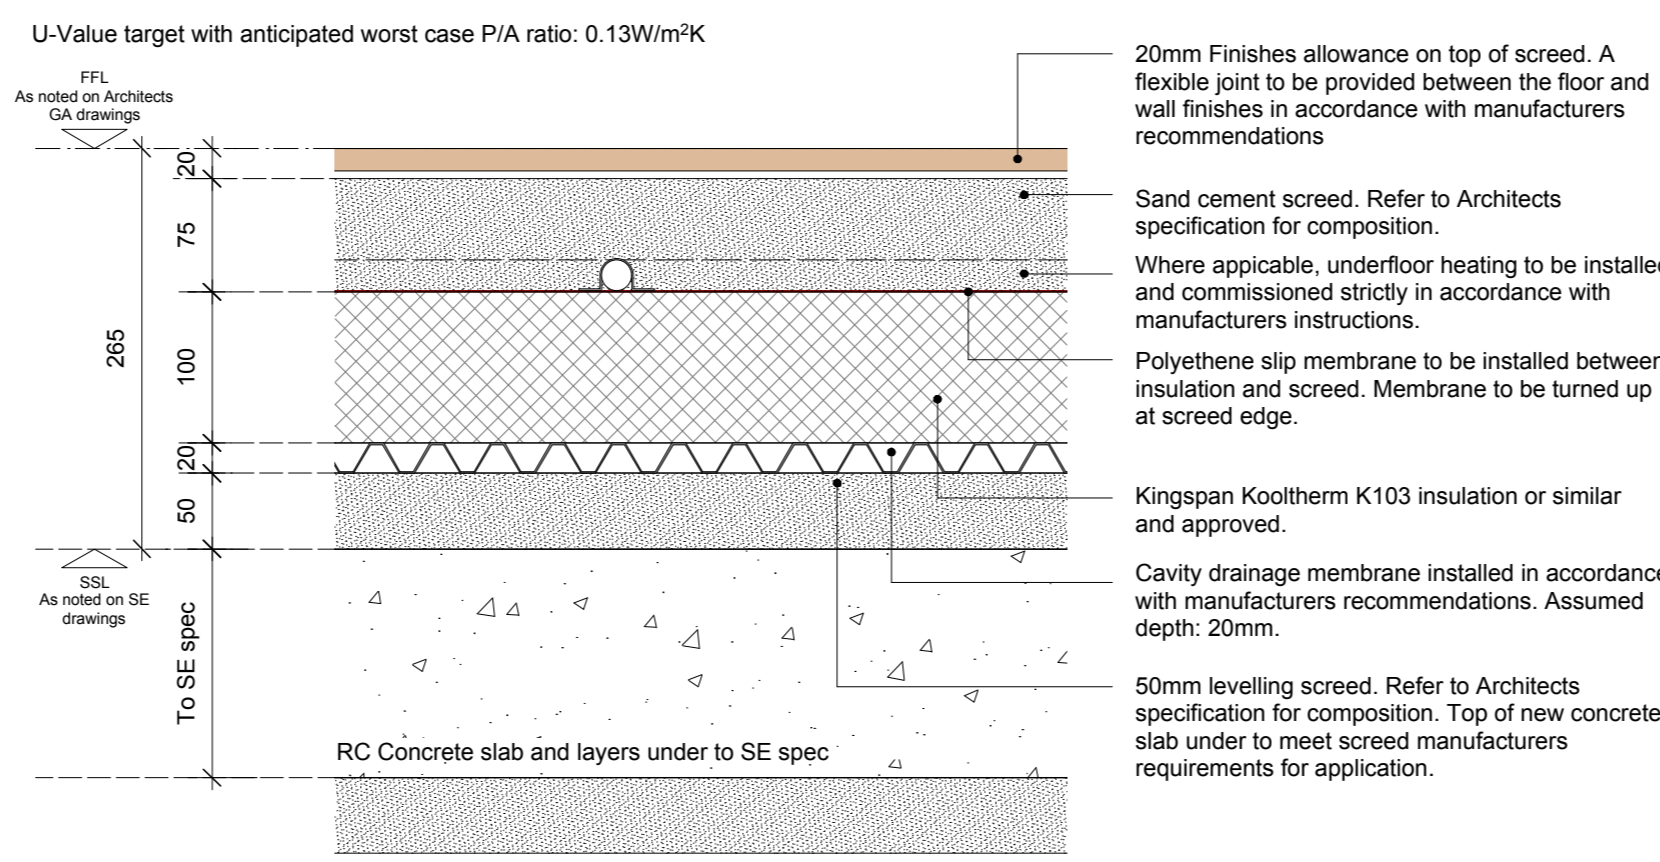 U-Value target with anticipated worst case P/A ratio: 0.13W/m²K
FFL
As noted on Architects
GA drawings
20
75
265
100
20
50
SSL
As noted on SE
drawings
To SE spec
RC Concrete slab and layers under to SE spec
20mm Finishes allowance on top of screed. A
flexible joint to be provided between the floor and
wall finishes in accordance with manufacturers
recommendations
Sand cement screed. Refer to Architects
specification for composition.
Where appicable, underfloor heating to be installed
and commissioned strictly in accordance with
manufacturers instructions.
Polyethene slip membrane to be installed between
insulation and screed. Membrane to be turned up
at screed edge.
Kingspan Kooltherm K103 insulation or similar
and approved.
Cavity drainage membrane installed in accordance
with manufacturers recommendations. Assumed
depth: 20mm.
50mm levelling screed. Refer to Architects
specification for composition. Top of new concrete
slab under to meet screed manufacturers
requirements for application.